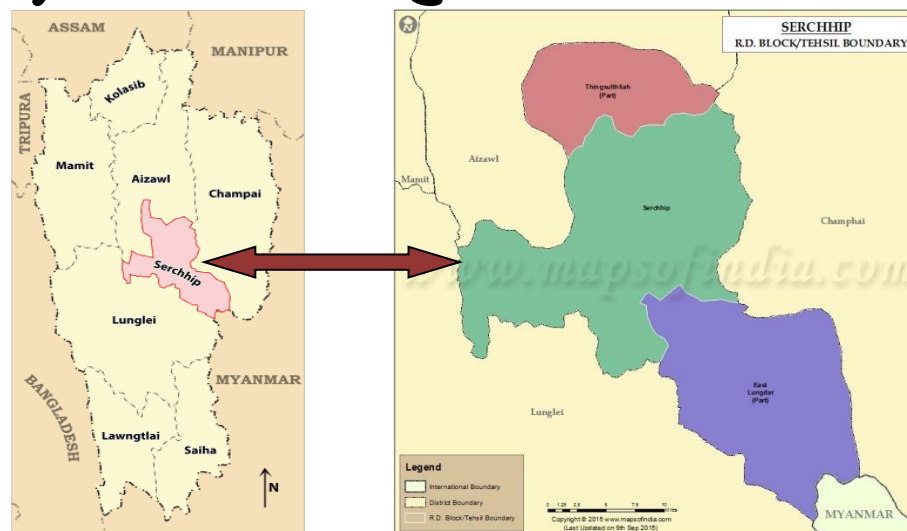 ASSAM
MANIPUR
TRIPURA
Kolasib
Mamit
Aizawl
Champai
Serchhip
Lunglei
BANGLADESH
MYANMAR
Lawngtlai
Saiha
N
SERCHHIP
R.D. BLOCK/TEHSIL BOUNDARY
Thingsulthliah
(Part)
Aizawl
Mamit
Serchhip
Champhai
www.mapsofindia.com
East
Lungdar
(Part)
Lunglei
Legend
International Boundary
District Boundary
R.D. Block/Tehsil Boundary
Copyright © 2015 www.mapsofindia.com
(Last Updated on 9th Sep 2015)
MYANMAR